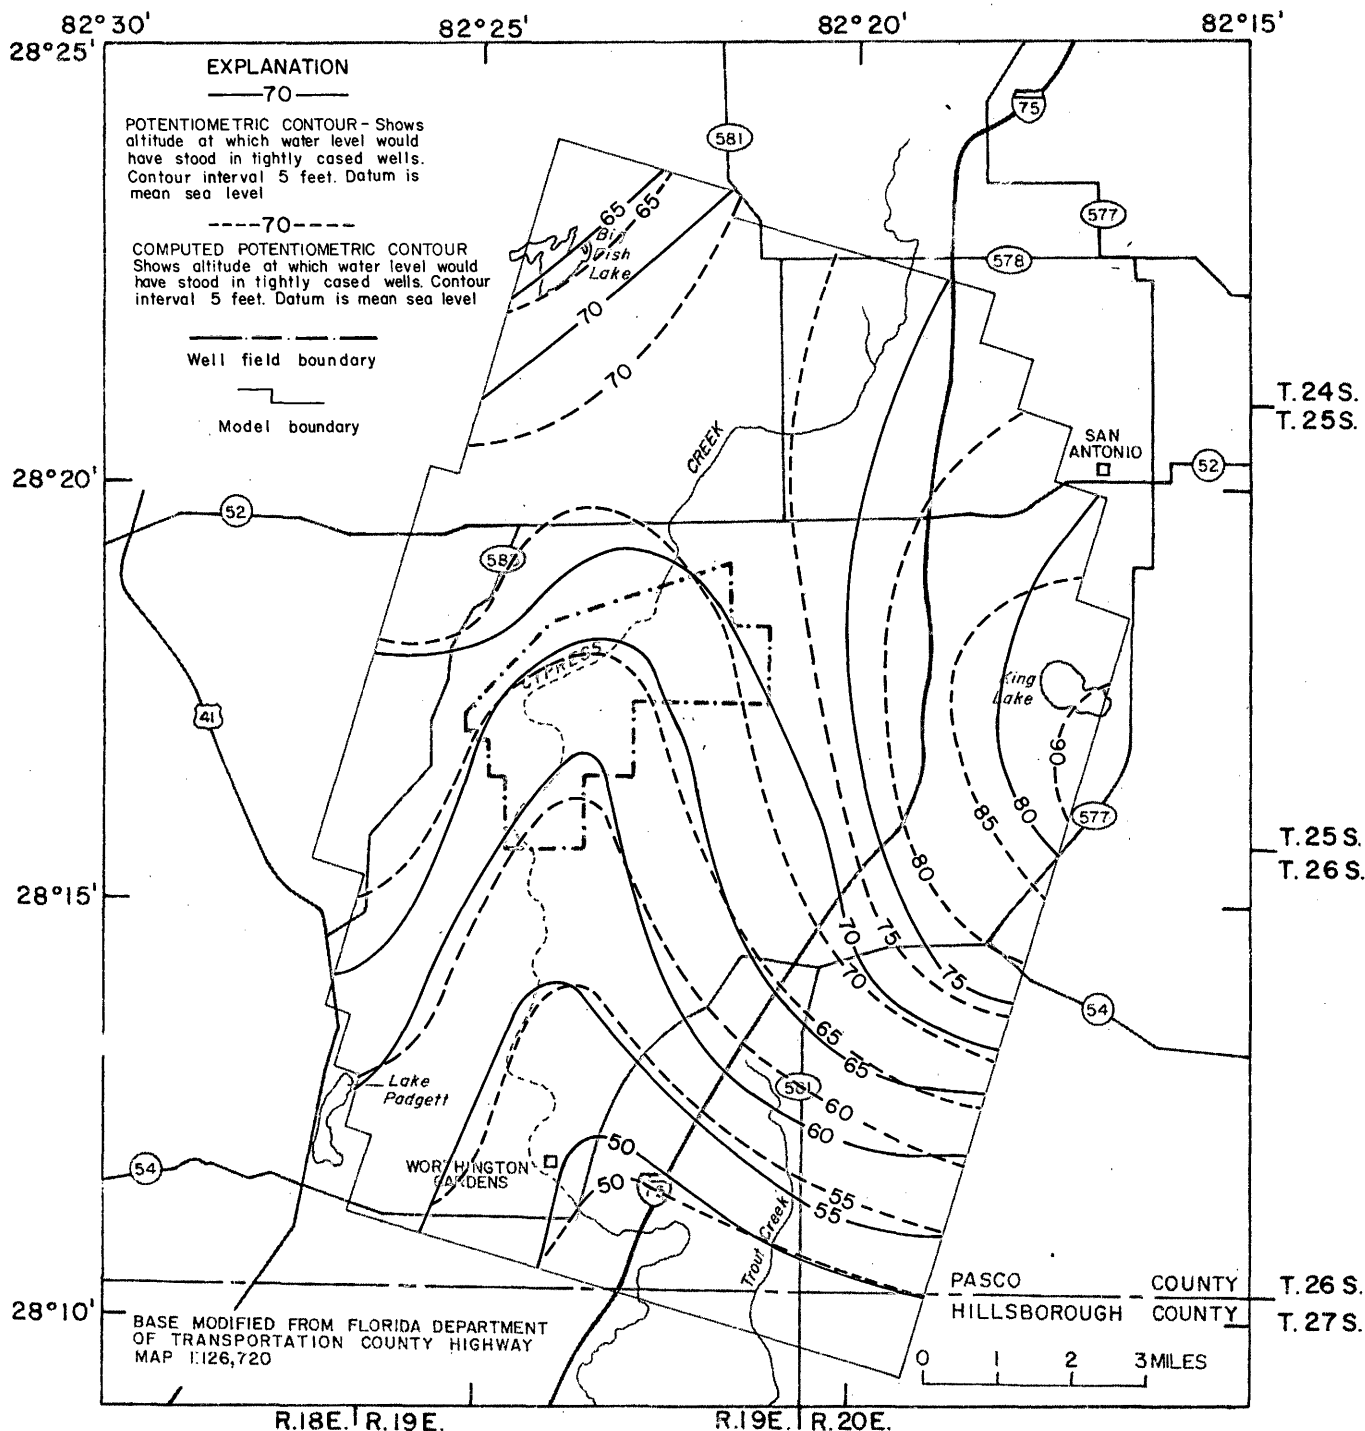 82°30' 82°25' 82°20' 82°15'
28°25'
EXPLANATION
70
POTENTIOMETRIC CONTOUR - Shows
altitude at which water level would
have stood in tightly cased wells.
Contour interval 5 feet. Datum is
mean sea level
70
COMPUTED POTENTIOMETRIC CONTOUR
Shows altitude at which water level would
have stood in tightly cased wells. Contour
interval 5 feet. Datum is mean sea level
Well field boundary
Model boundary
75
581
577
578
65
65
Big
Fish
Lake
70
70
T. 24 S.
T. 25 S.
CREEK
SAN
ANTONIO
52
28°20'
52
583
CYPRESS
King
Lake
41
90
80
85
577
T. 25 S.
T. 26 S.
80
28°15'
70
75
70
75
54
65
65
Lake
Padgett
581
60
60
50
WORTHINGTON
GARDENS
54
50
75
55
55
Trout Creek
PASCO COUNTY
HILLSBOROUGH COUNTY
T. 26 S.
T. 27 S.
28°10'
BASE MODIFIED FROM FLORIDA DEPARTMENT
OF TRANSPORTATION COUNTY HIGHWAY
MAP 1:126,720
0 1 2 3 MILES
R.18E. R.19E. R.19E. R.20E.